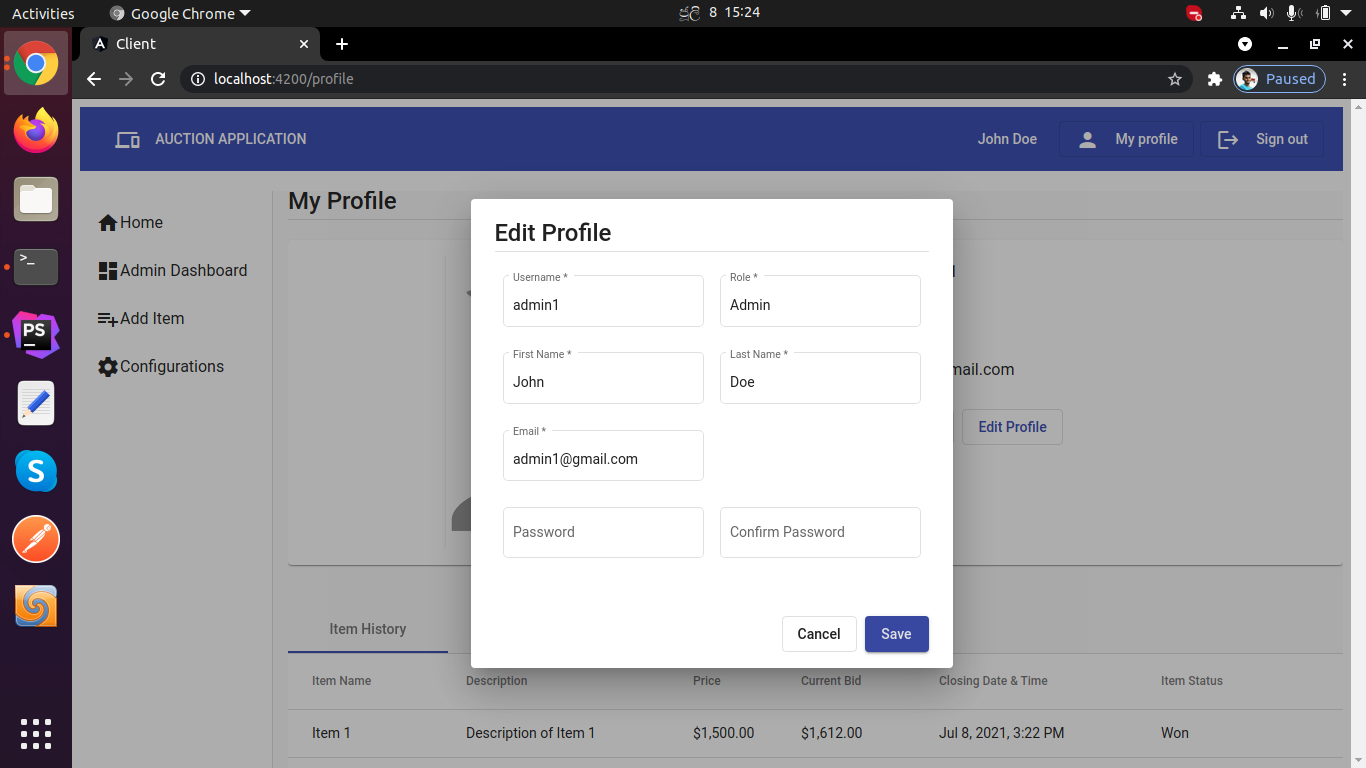 Activities Google Chrome ජූලි 8 15:24
Client
localhost:4200/profile Paused
AUCTION APPLICATION John Doe My profile Sign out
My Profile
Home
Admin Dashboard
Add Item
Configurations
Edit Profile
Username * Role *
admin1 Admin
First Name * Last Name *
John Doe
Email *
admin1@gmail.com
Password Confirm Password
Cancel Save
mail.com
Edit Profile
Item History
Item Name Description Price Current Bid Closing Date & Time Item Status
Item 1 Description of Item 1 $1,500.00 $1,612.00 Jul 8, 2021, 3:22 PM Won
PS
S
>_